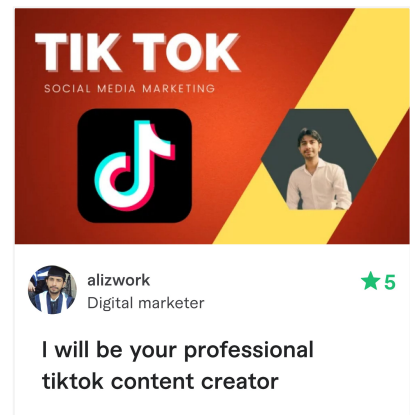 TIK TOK
SOCIAL MEDIA MARKETING
alizwork
5
Digital marketer
I will be your professional
tiktok content creator